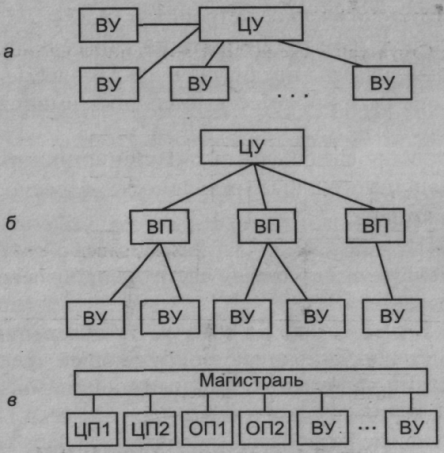 ВУ ЦУ
а
ВУ ВУ ... ВУ
ЦУ
б ВП ВП ВП
ВУ ВУ ВУ ВУ ВУ
Магистраль
в
ЦП1 ЦП2 ОП1 ОП2 ВУ ... ВУ